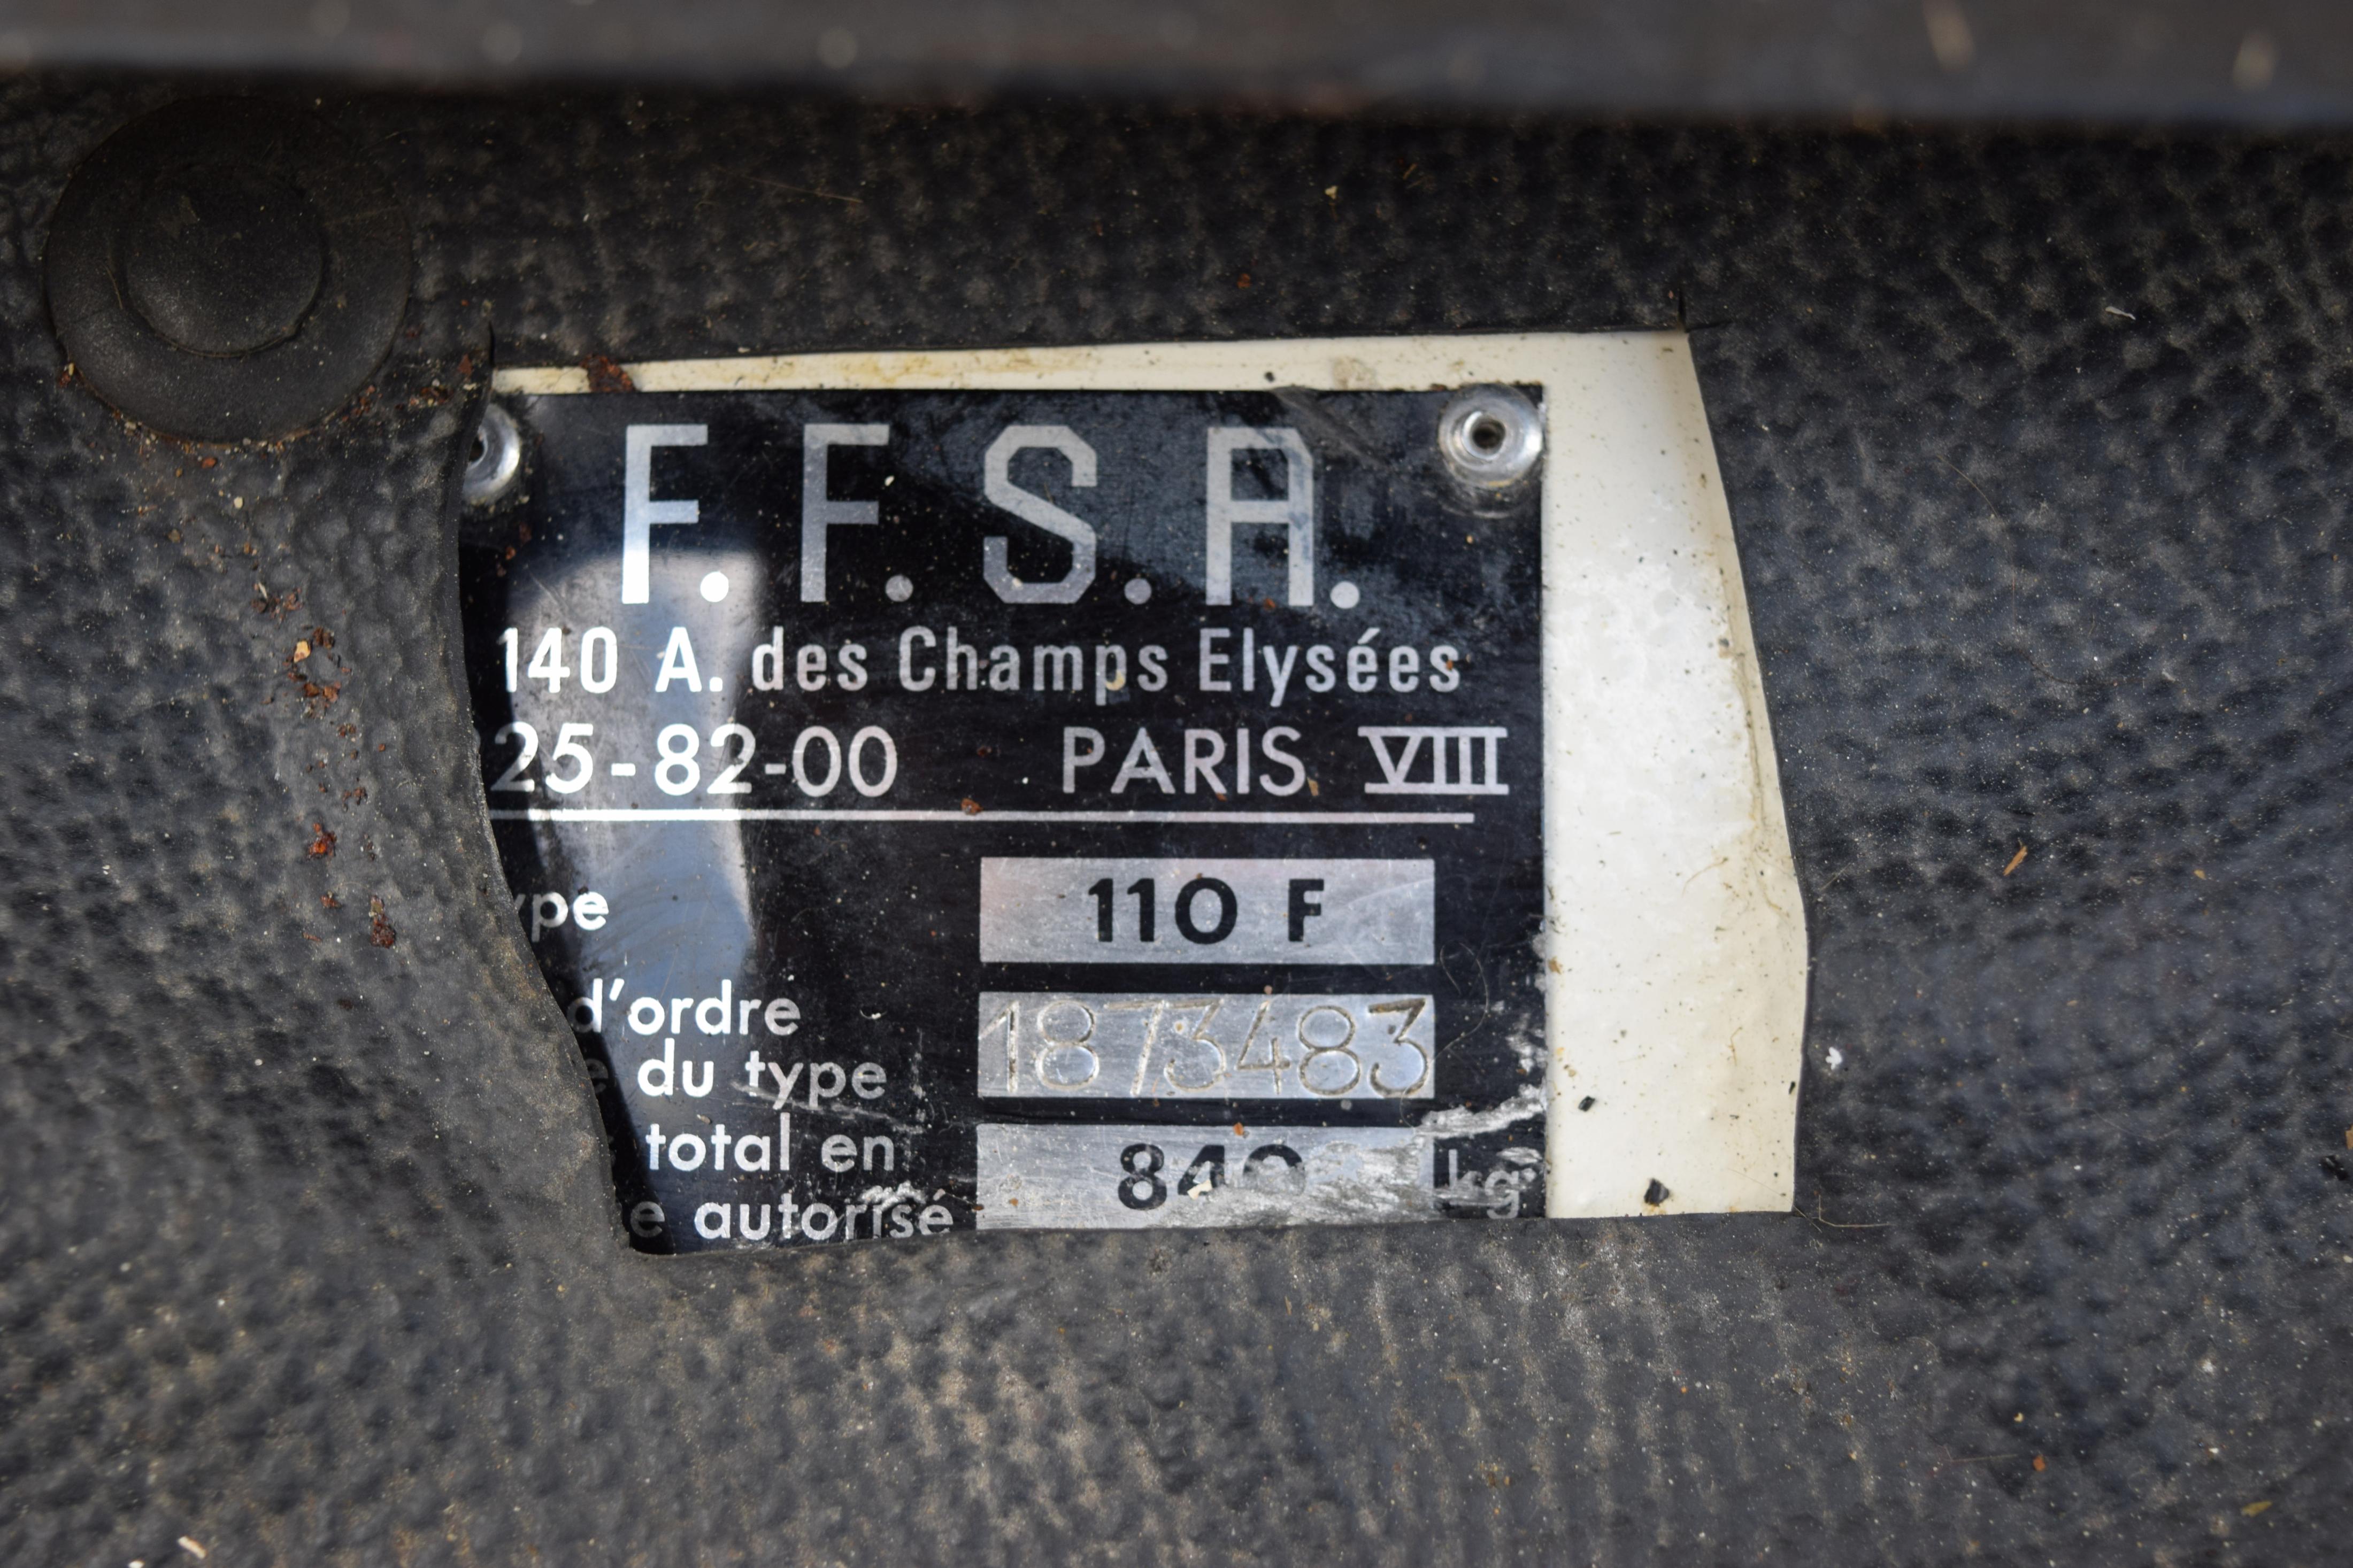 F. F. S. A.
140 A. des Champs Elysées
25-82-00 PARIS VIII
ype 110 F
d'ordre
du type 1873483
total en
e autorisé 840 kg